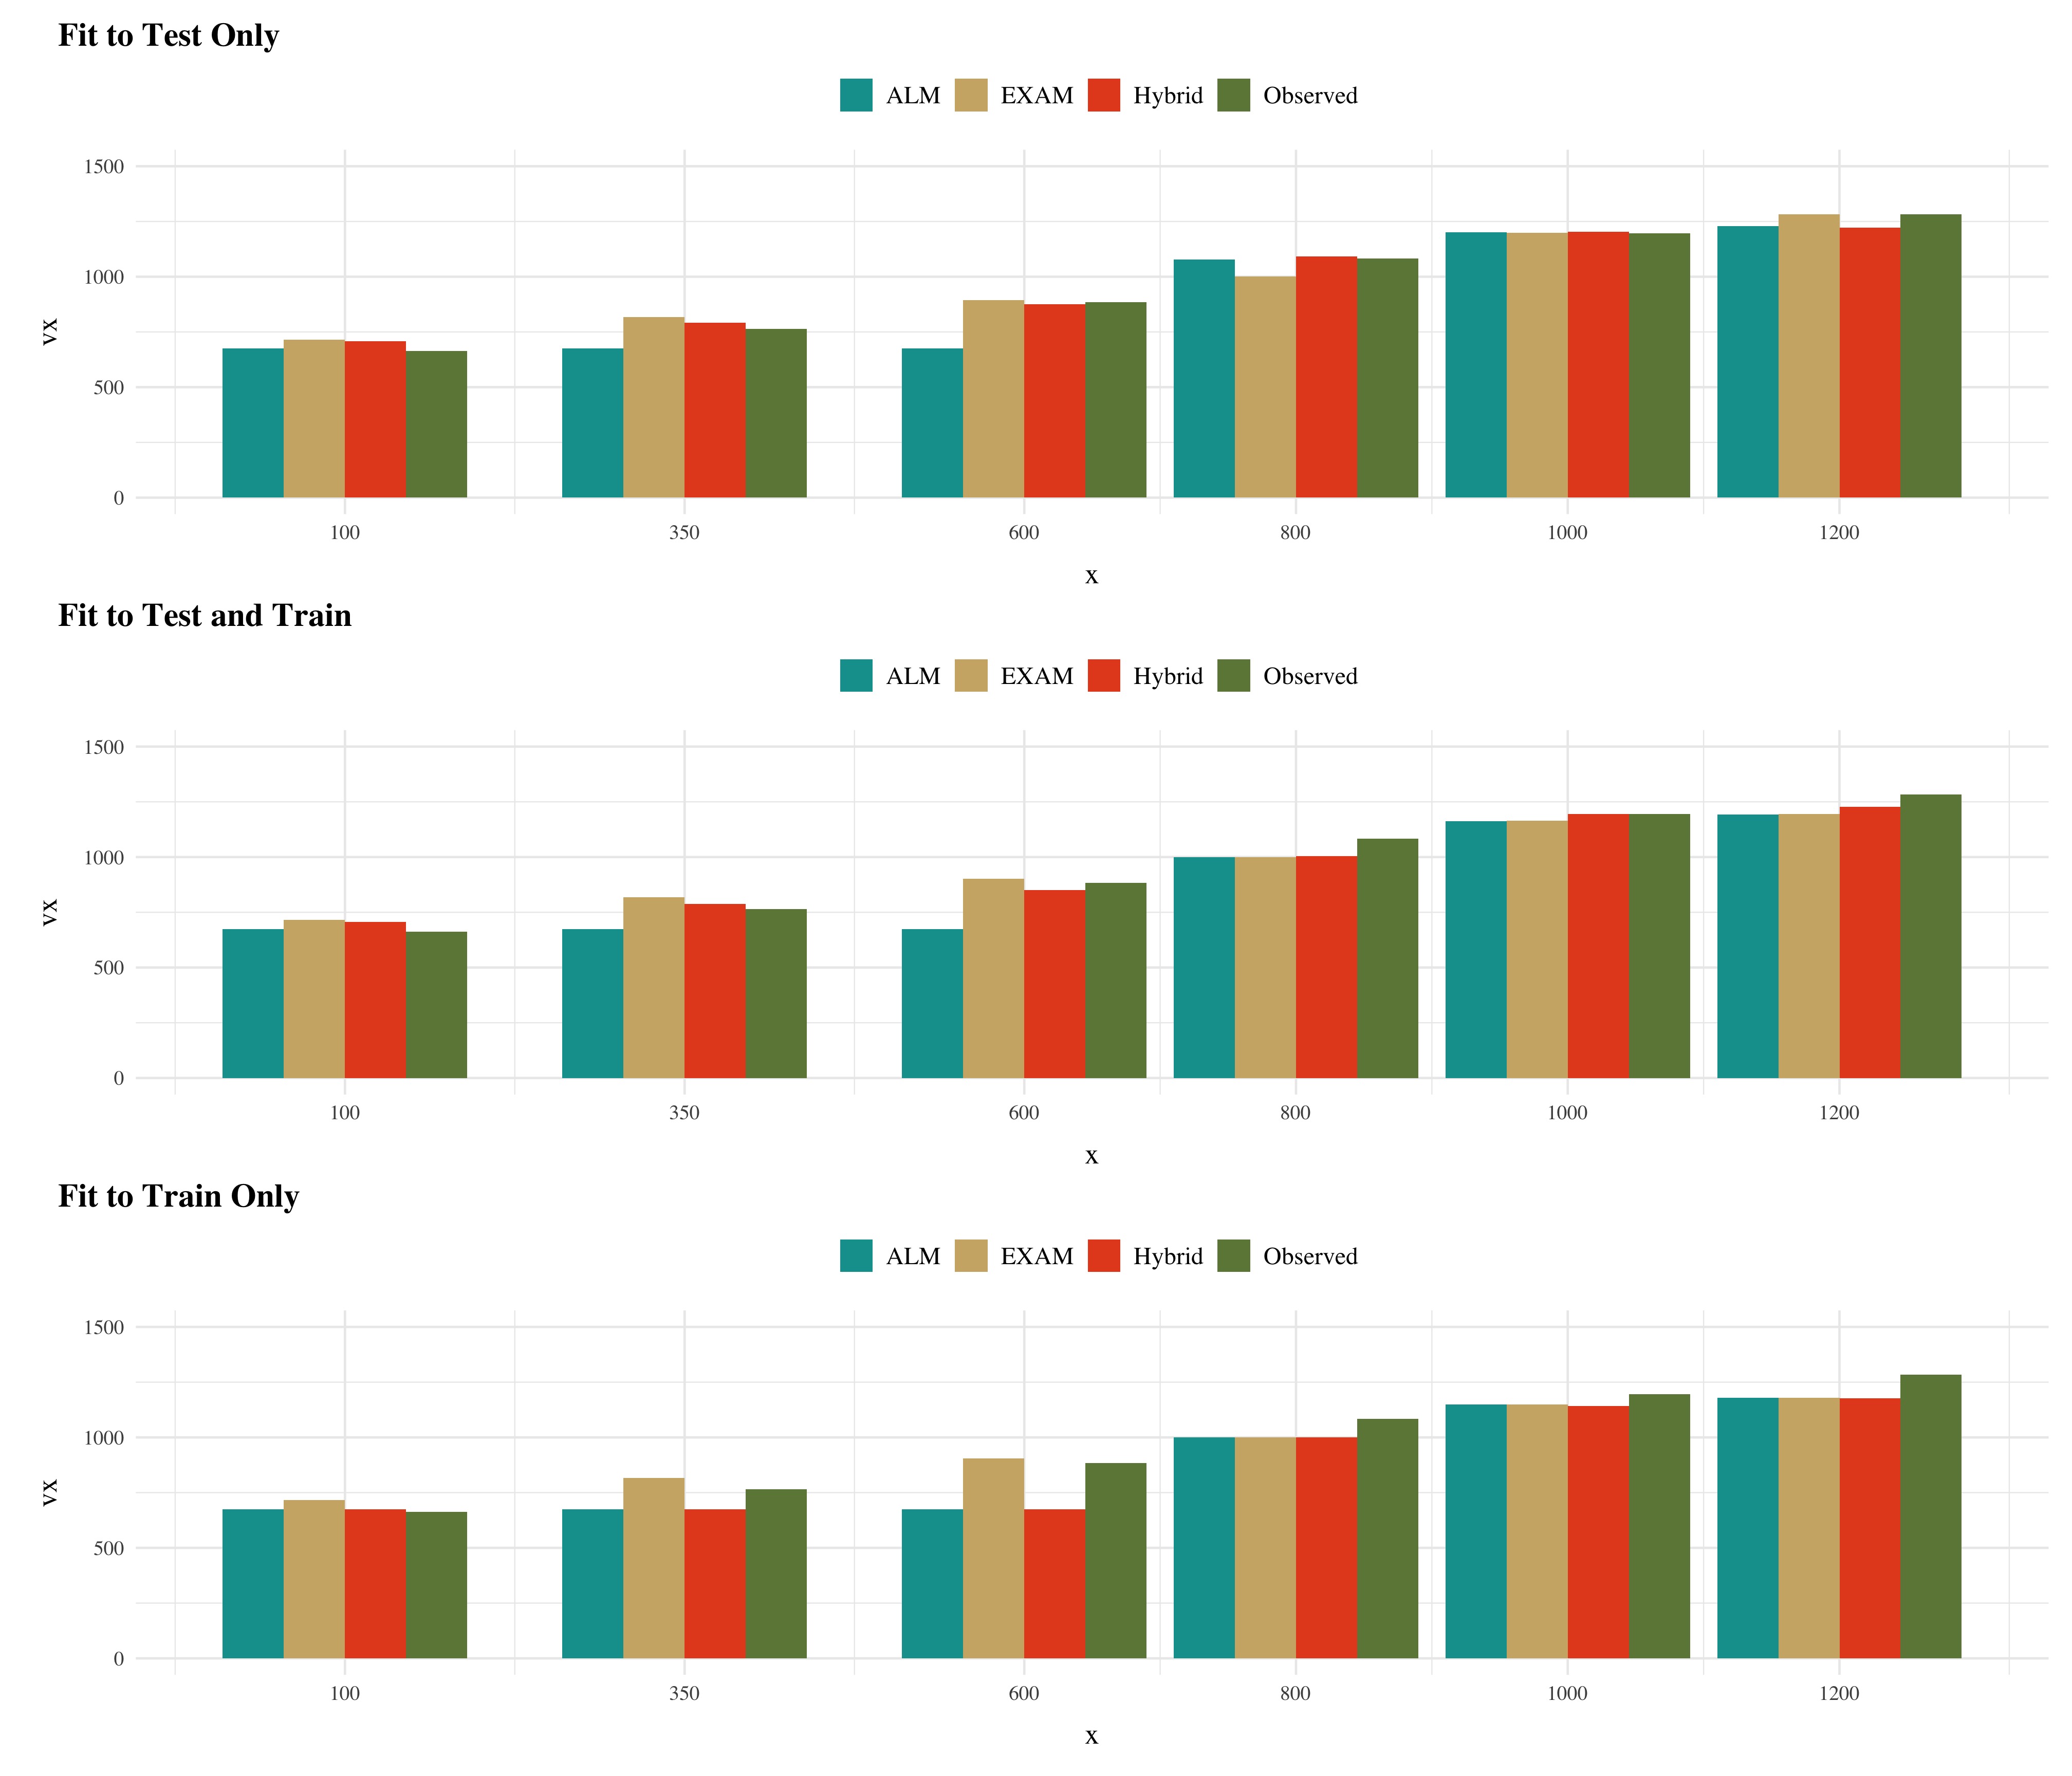 Fit to Test Only
ALM EXAM Hybrid Observed
1500
1000
500
0
vx
100 350 600 800 1000 1200
x
Fit to Test and Train
ALM EXAM Hybrid Observed
1500
1000
500
0
vx
100 350 600 800 1000 1200
x
Fit to Train Only
ALM EXAM Hybrid Observed
1500
1000
500
0
vx
100 350 600 800 1000 1200
x